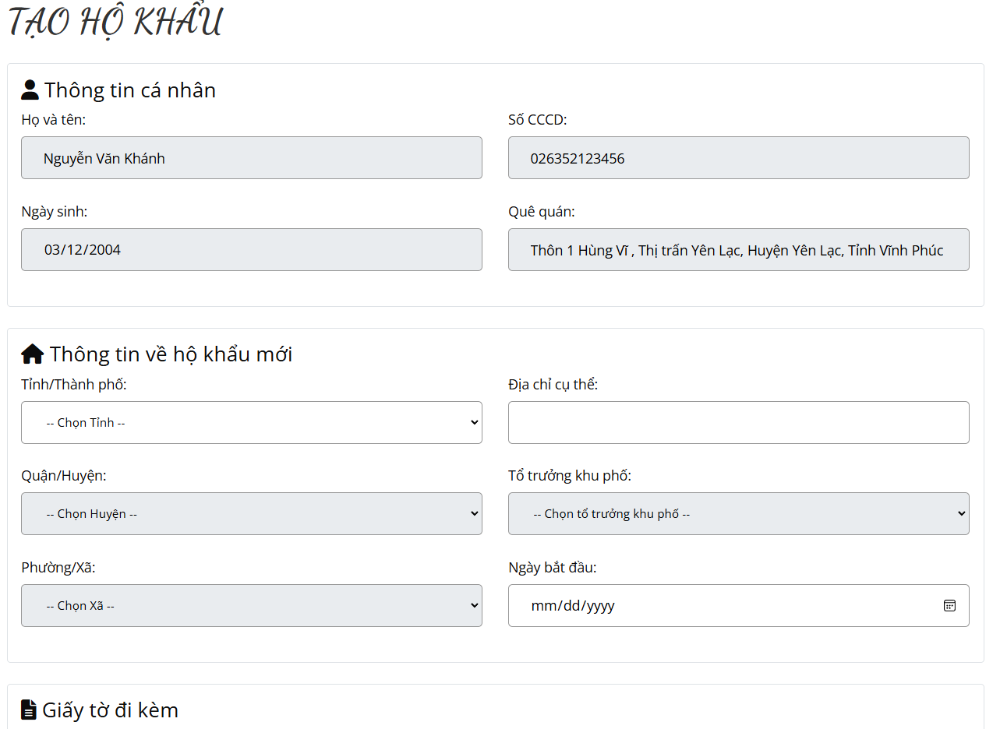 TẠO HỘ KHẨU
Thông tin cá nhân
Họ và tên:
Nguyễn Văn Khánh
Số CCCD:
026352123456
Ngày sinh:
03/12/2004
Quê quán:
Thôn 1 Hùng Vĩ , Thị trấn Yên Lạc, Huyện Yên Lạc, Tỉnh Vĩnh Phúc
Thông tin về hộ khẩu mới
Tỉnh/Thành phố:
-- Chọn Tỉnh --
Địa chỉ cụ thể:
Quận/Huyện:
-- Chọn Huyện --
Tổ trưởng khu phố:
-- Chọn tổ trưởng khu phố --
Phường/Xã:
-- Chọn Xã --
Ngày bắt đầu:
mm/dd/yyyy
Giấy tờ đi kèm